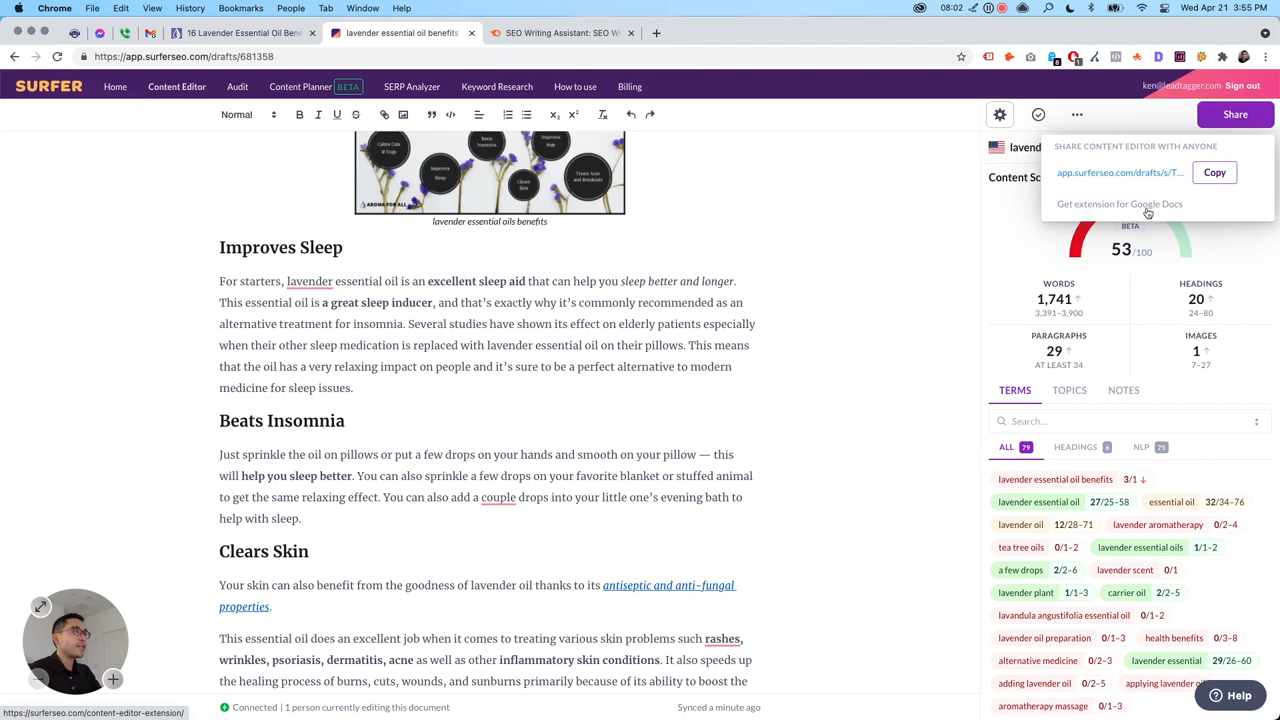 Chrome File Edit View History Bookmarks People Tab Window Help
08:02 Wed Apr 21 3:55 PM
16 Lavender Essential Oil Bene
lavender essential oil benefits
SEO Writing Assistant: SEO W
https://app.surferseo.com/drafts/681358
SURFER
Home
Content Editor
Audit
Content Planner BETA
SERP Analyzer
Keyword Research
How to use
Billing
ken@leadtagger.com Sign out
Normal
Share
Calms Cats & Dogs
Improves Sleep
Clears Skin
Treats Acne and Breakouts
AROMA FOR ALL
lavender essential oils benefits
Improves Sleep
For starters, lavender essential oil is an excellent sleep aid that can help you sleep better and longer.
This essential oil is a great sleep inducer, and that's exactly why it's commonly recommended as an
alternative treatment for insomnia. Several studies have shown its effect on elderly patients especially
when their other sleep medication is replaced with lavender essential oil on their pillows. This means
that the oil has a very relaxing impact on people and it's sure to be a perfect alternative to modern
medicine for sleep issues.
Beats Insomnia
Just sprinkle the oil on pillows or put a few drops on your hands and smooth on your pillow — this
will help you sleep better. You can also sprinkle a few drops on your favorite blanket or stuffed animal
to get the same relaxing effect. You can also add a couple drops into your little one's evening bath to
help with sleep.
Clears Skin
Your skin can also benefit from the goodness of lavender oil thanks to its antiseptic and anti-fungal
properties.
This essential oil does an excellent job when it comes to treating various skin problems such rashes,
wrinkles, psoriasis, dermatitis, acne as well as other inflammatory skin conditions. It also speeds up
the healing process of burns, cuts, wounds, and sunburns primarily because of its ability to boost the
https://surferseo.com/content-editor-extension/
Connected | 1 person currently editing this document
Synced a minute ago
lavend
Content Sc
SHARE CONTENT EDITOR WITH ANYONE
app.surferseo.com/drafts/s/T...
Copy
Get extension for Google Docs
BETA
53/100
WORDS
1,741
3,391–3,900
HEADINGS
20
24–80
PARAGRAPHS
29
AT LEAST 34
IMAGES
1
7–27
TERMS TOPICS NOTES
Search...
ALL 79 HEADINGS 6 NLP 75
lavender essential oil benefits 3/1 ↓
lavender essential oil 27/25–58 essential oil 32/34–76
lavender oil 12/28–71 lavender aromatherapy 0/2–4
tea tree oils 0/1–2 lavender essential oils 1/1–2
a few drops 2/2–6 lavender scent 0/1
lavender plant 1/1–3 carrier oil 2/2–5
lavandula angustifolia essential oil 0/1–2
lavender oil preparation 0/1–3 health benefits 0/3–8
alternative medicine 0/2–3 lavender essential 29/26–60
adding lavender oil 0/2–5 applying lavender oi
aromatherapy massage 0/1–3
Help